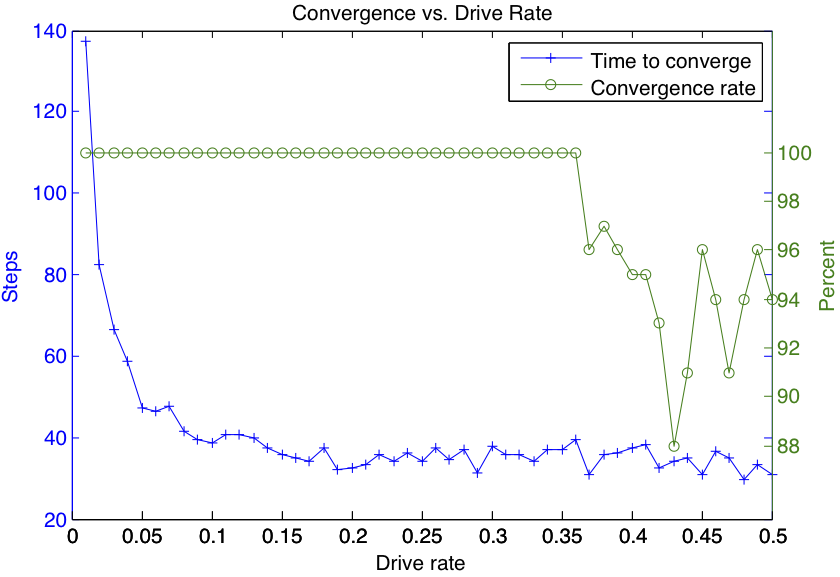 Convergence vs. Drive Rate
Time to converge
Convergence rate
140
120
100
80
60
40
20
Steps
100
98
96
94
92
90
88
Percent
0 0.05 0.1 0.15 0.2 0.25 0.3 0.35 0.4 0.45 0.5
Drive rate